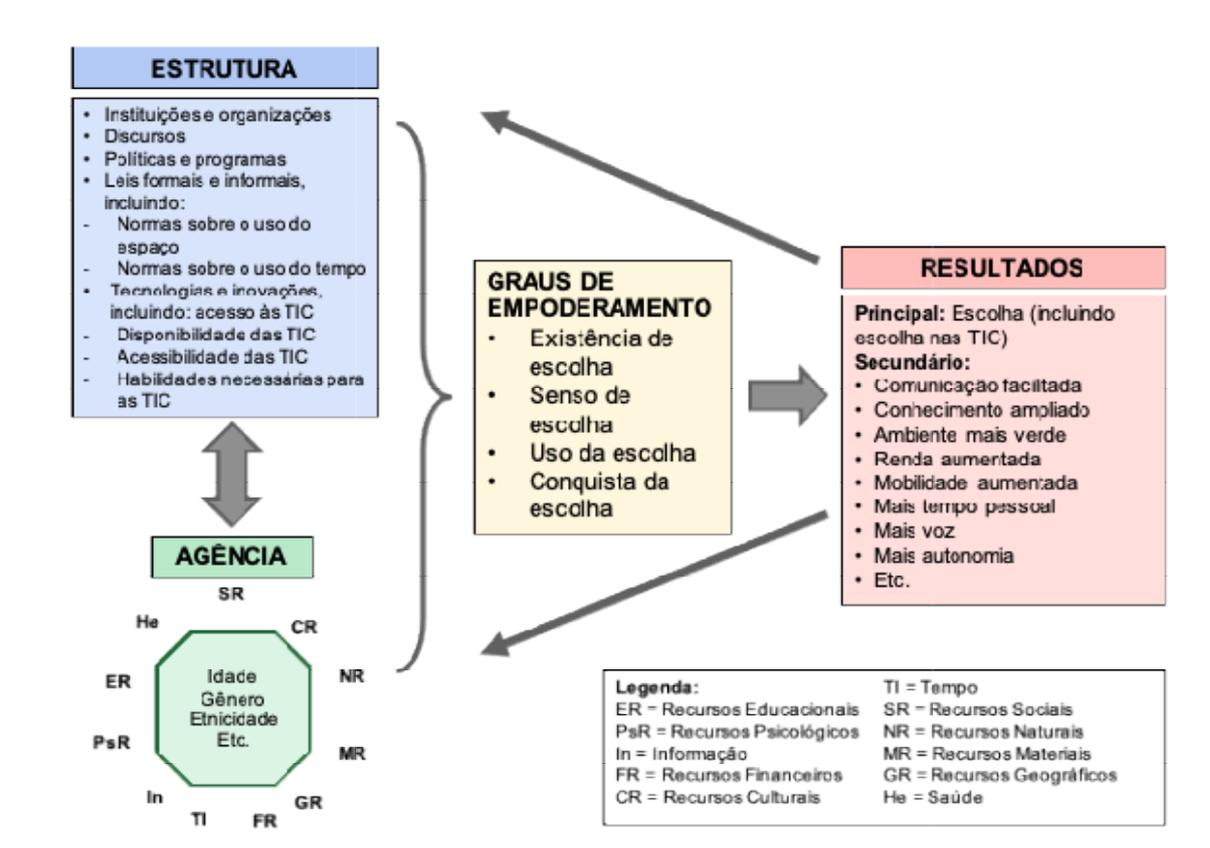 ESTRUTURA
• Instituições e organizações
• Discursos
• Políticas e programas
• Leis formais e informais,
incluindo:
- Normas sobre o uso do
espaço
- Normas sobre o uso do tempo
• Tecnologias e inovações,
incluindo: acesso às TIC
- Disponibilidade das TIC
- Acessibilidade das TIC
- Habilidades necessárias para
as TIC
AGÊNCIA
SR
He
CR
ER
NR
PsR
MR
In
GR
TI
FR
Idade
Gênero
Etnicidade
Etc.
GRAUS DE
EMPODERAMENTO
• Existência de
escolha
• Senso de
escolha
• Uso da escolha
• Conquista da
escolha
RESULTADOS
Principal: Escolha (incluindo
escolha nas TIC)
Secundário:
• Comunicação facilitada
• Conhecimento ampliado
• Ambiente mais verde
• Renda aumentada
• Mobilidade aumentada
• Mais tempo pessoal
• Mais voz
• Mais autonomia
• Etc.
Legenda:
ER = Recursos Educacionais
PsR = Recursos Psicológicos
In = Informação
FR = Recursos Financeiros
CR = Recursos Culturais
TI = Tempo
SR = Recursos Sociais
NR = Recursos Naturais
MR = Recursos Materiais
GR = Recursos Geográficos
He = Saúde